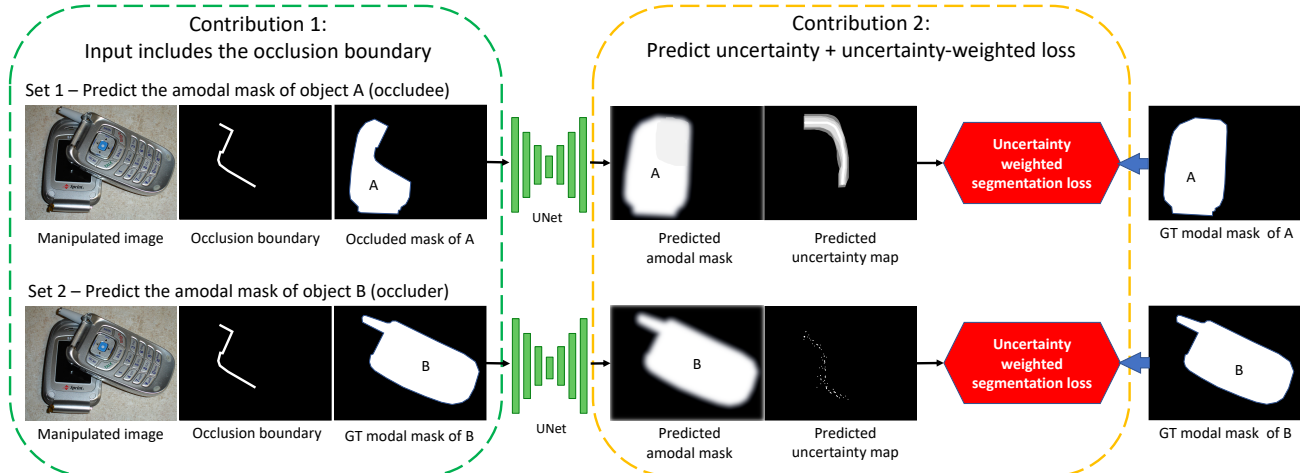 Contribution 1:
Input includes the occlusion boundary
Contribution 2:
Predict uncertainty + uncertainty-weighted loss
Set 1 – Predict the amodal mask of object A (occludee)
A
A
Uncertainty
weighted
segmentation loss
A
Manipulated image
Occlusion boundary
Occluded mask of A
UNet
Predicted
amodal mask
Predicted
uncertainty map
GT modal mask of A
Set 2 – Predict the amodal mask of object B (occluder)
B
B
Uncertainty
weighted
segmentation loss
B
Manipulated image
Occlusion boundary
GT modal mask of B
UNet
Predicted
amodal mask
Predicted
uncertainty map
GT modal mask of B